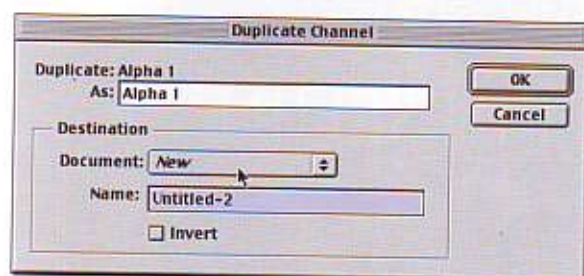 Duplicate Channel
Duplicate: Alpha 1
As: Alpha 1
OK
Cancel
Destination
Document: New
Name: Untitled-2
Invert